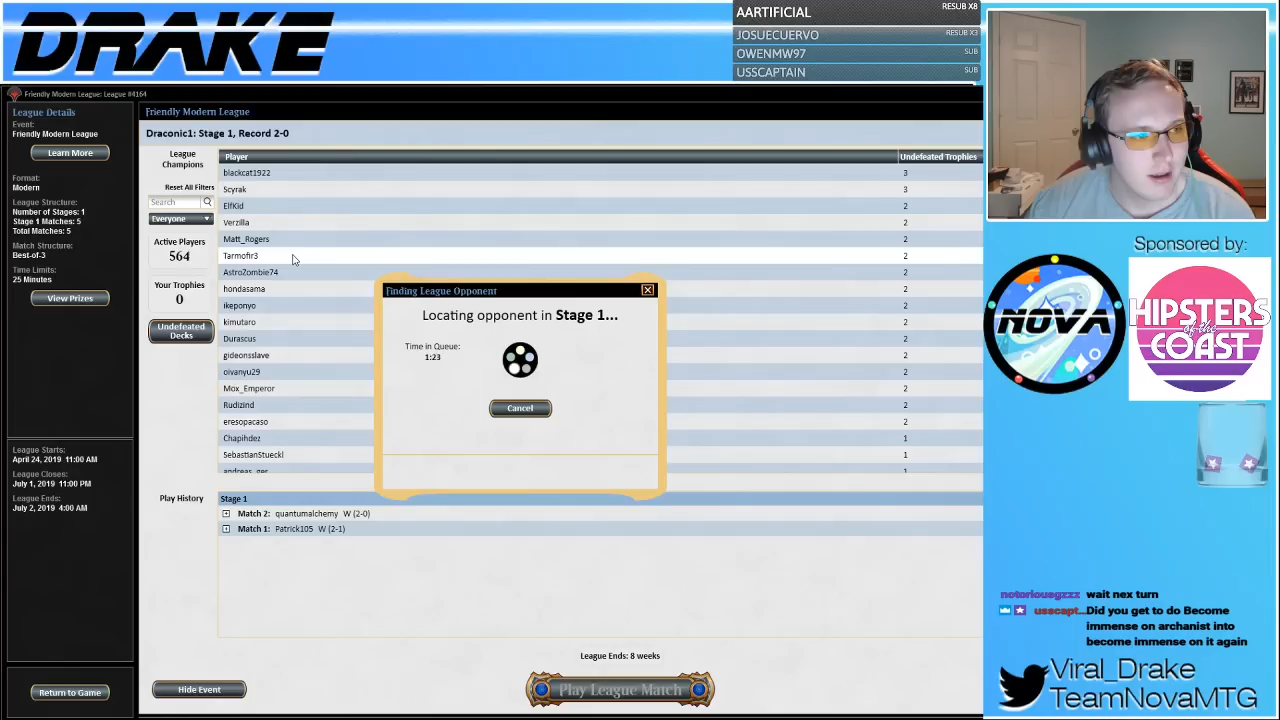 DRAKE
AARTIFICIAL RESUB X8
JOSUECUERVO RESUB X3
OWENMW97 SUB
USSCAPTAIN SUB
Friendly Modern League: League #4164
League Details
Event:
Friendly Modern League
Learn More
Format:
Modern
League Structure:
Number of Stages: 1
Stage 1 Matches: 5
Total Matches: 5
Match Structure:
Best-of-3
Time Limits:
25 Minutes
View Prizes
League Starts:
April 24, 2019 11:00 AM
League Closes:
July 1, 2019 11:00 PM
League Ends:
July 2, 2019 4:00 AM
Return to Game
Friendly Modern League
Draconic1: Stage 1, Record 2-0
League
Champions
Reset All Filters
Search
Everyone
Active Players
564
Your Trophies
0
Undefeated
Decks
Player Undefeated Trophies
blackcat1922 3
Scyrak 3
ElfKid 2
Verzilla 2
Matt_Rogers 2
Tarmofir3 2
AstroZombie74 2
hondasama 2
ikeponyo 2
kimutaro 2
Durascus 2
gideonsslave 2
oivanyu29 2
Mox_Emperor 2
Rudizind 2
eresopacaso 2
Chapihdez 1
SebastianStueckl 1
andreas_ger 1
Finding League Opponent
Locating opponent in Stage 1...
Time in Queue:
1:23
Cancel
Play History
Stage 1
Match 2: quantumalchemy W (2-0)
Match 1: Patrick105 W (2-1)
League Ends: 8 weeks
Hide Event
Play League Match
Sponsored by:
NOVA
HIPSTERS
of the
COAST
notoriousgzzz wait nex turn
usscapt... Did you get to do Become
immense on archanist into
become immense on it again
Viral_Drake
TeamNovaMTG